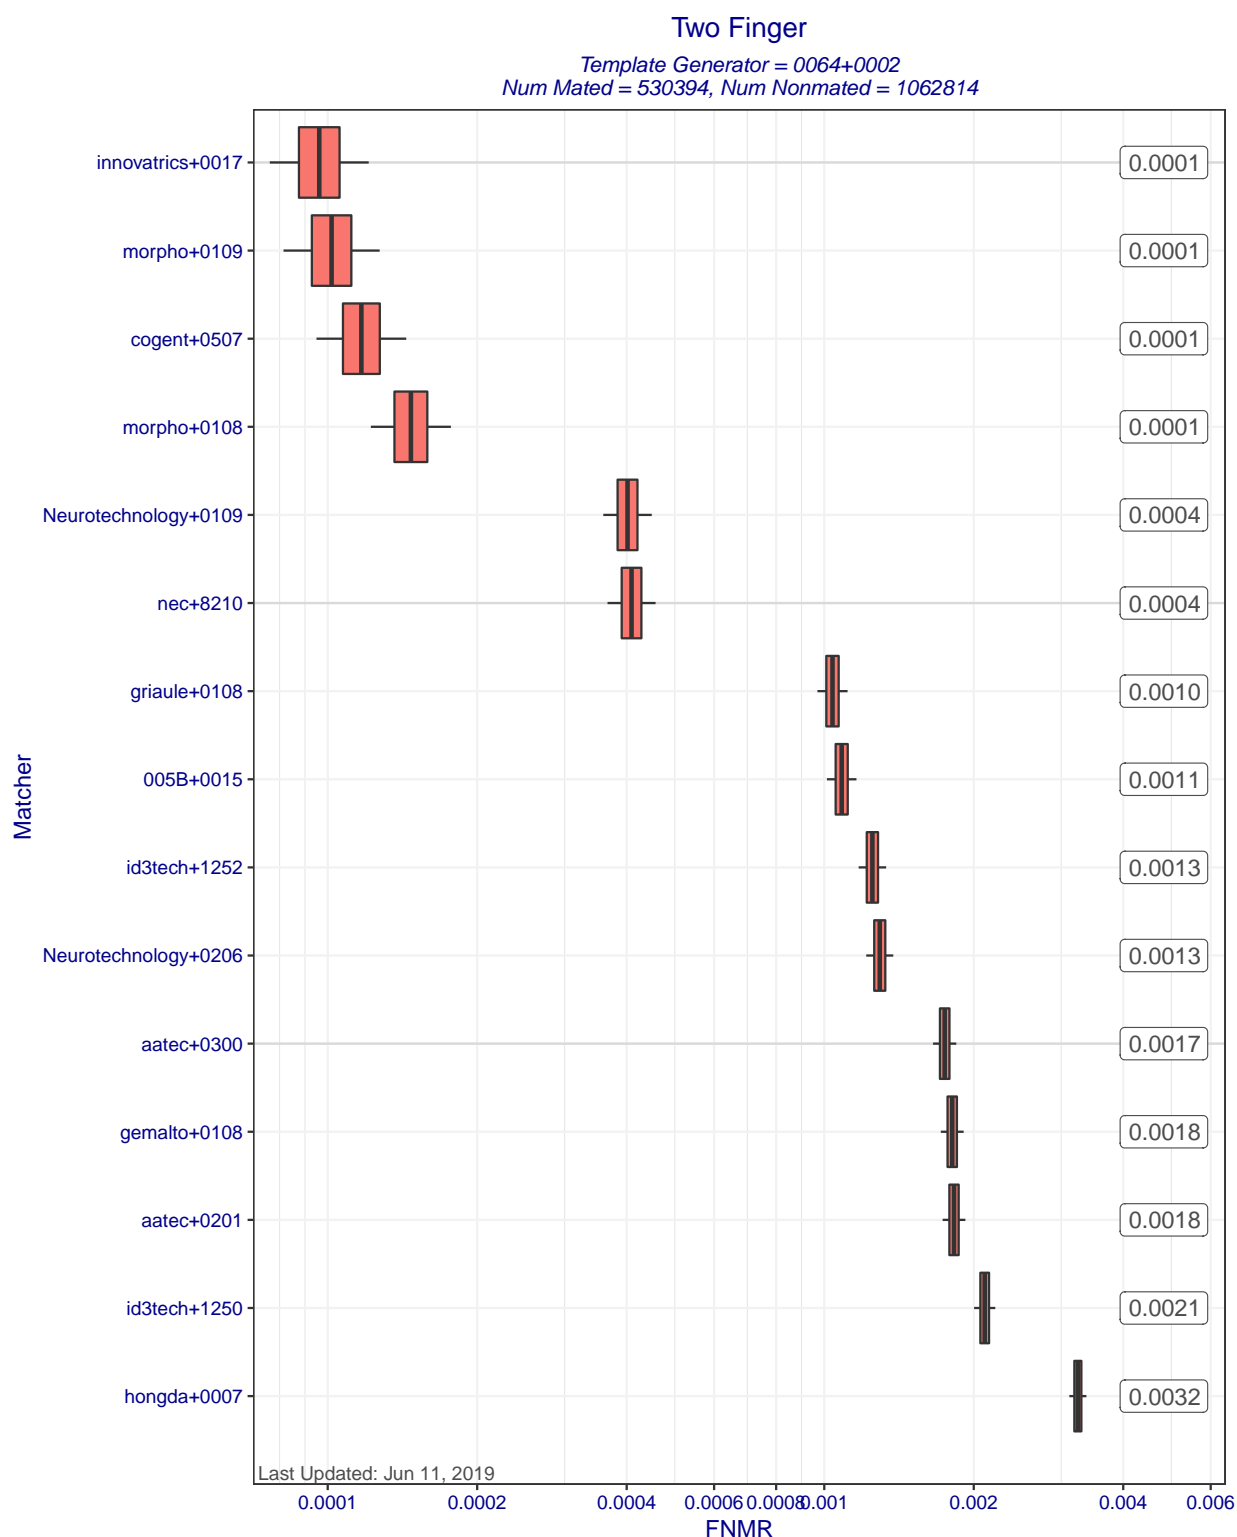 Two Finger
Template Generator = 0064+0002
Num Mated = 530394, Num Nonmated = 1062814
innovatrics+0017 0.0001
morpho+0109 0.0001
cogent+0507 0.0001
morpho+0108 0.0001
Neurotechnology+0109 0.0004
nec+8210 0.0004
griaule+0108 0.0010
005B+0015 0.0011
id3tech+1252 0.0013
Neurotechnology+0206 0.0013
aatec+0300 0.0017
gemalto+0108 0.0018
aatec+0201 0.0018
id3tech+1250 0.0021
hongda+0007 0.0032
Matcher
Last Updated: Jun 11, 2019
0.0001 0.0002 0.0004 0.0006 0.0008 0.001 0.002 0.004 0.006
FNMR